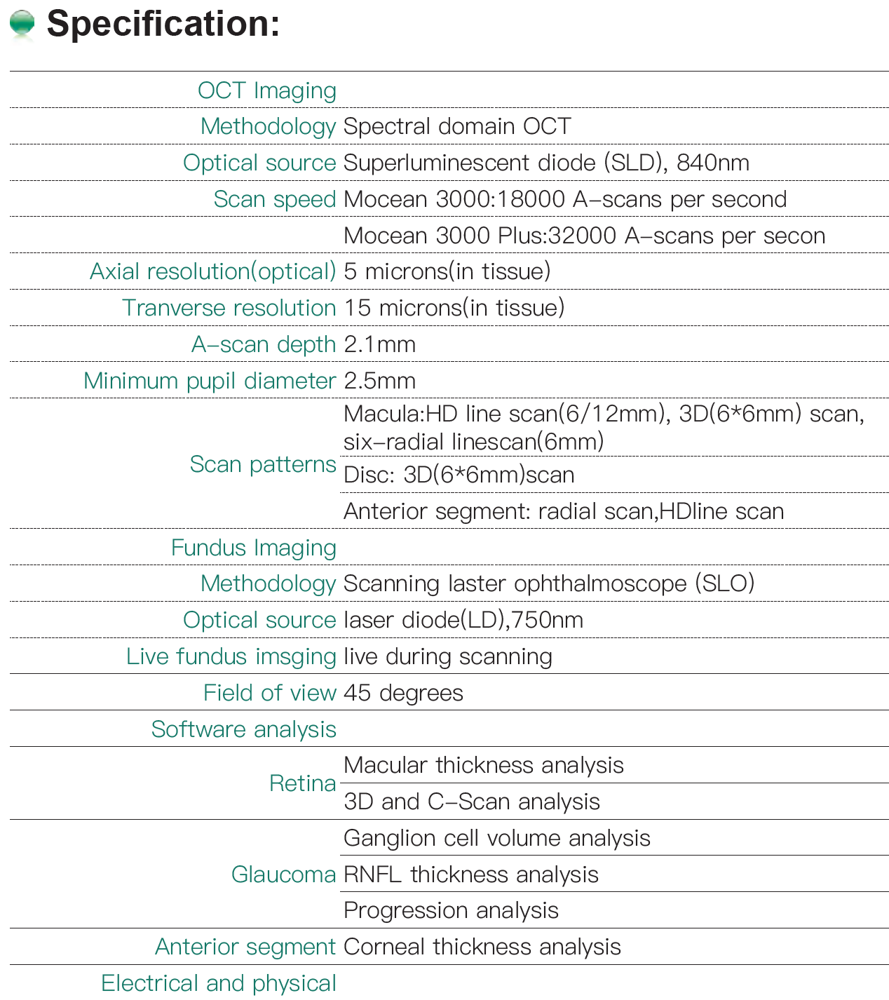 Specification:
OCT Imaging
Methodology Spectral domain OCT
Optical source Superluminescent diode (SLD), 840nm
Scan speed Mocean 3000:18000 A-scans per second
Mocean 3000 Plus:32000 A-scans per secon
Axial resolution(optical) 5 microns(in tissue)
Tranverse resolution 15 microns(in tissue)
A-scan depth 2.1mm
Minimum pupil diameter 2.5mm
Scan patterns
Macula:HD line scan(6/12mm), 3D(6*6mm) scan,
six-radial linescan(6mm)
Disc: 3D(6*6mm)scan
Anterior segment: radial scan,HDline scan
Fundus Imaging
Methodology Scanning laster ophthalmoscope (SLO)
Optical source laser diode(LD),750nm
Live fundus imsging live during scanning
Field of view 45 degrees
Software analysis
Retina
Macular thickness analysis
3D and C-Scan analysis
Glaucoma
Ganglion cell volume analysis
RNFL thickness analysis
Progression analysis
Anterior segment Corneal thickness analysis
Electrical and physical